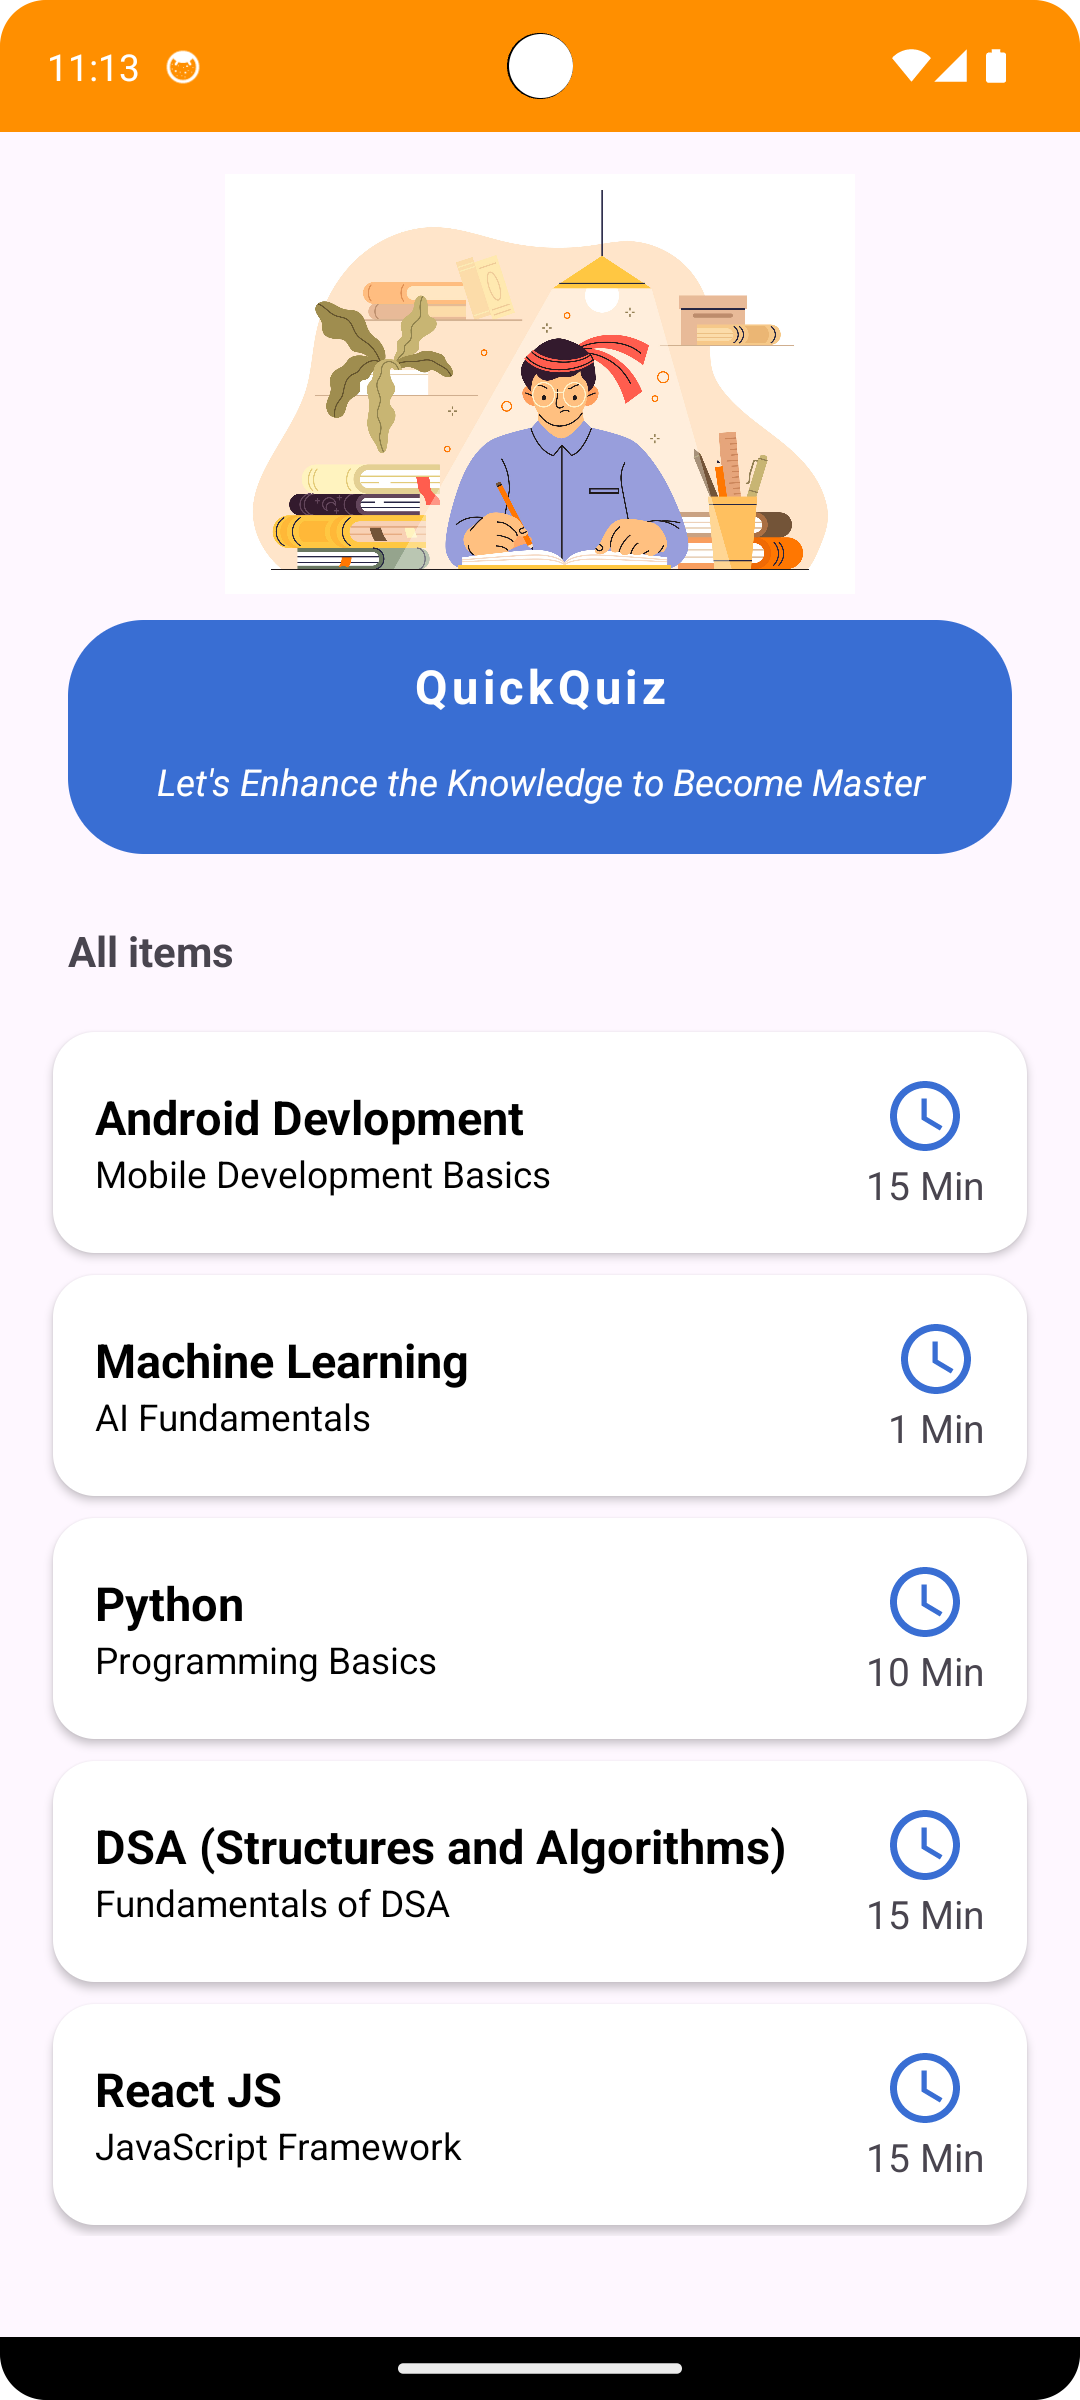 11:13
QuickQuiz
Let's Enhance the Knowledge to Become Master
All items
Android Devlopment
Mobile Development Basics
15 Min
Machine Learning
AI Fundamentals
1 Min
Python
Programming Basics
10 Min
DSA (Structures and Algorithms)
Fundamentals of DSA
15 Min
React JS
JavaScript Framework
15 Min